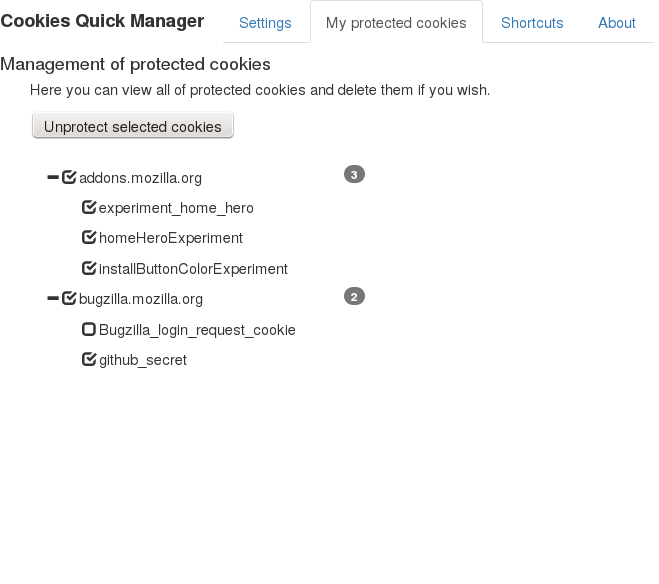 Cookies Quick Manager Settings My protected cookies Shortcuts About
Management of protected cookies
Here you can view all of protected cookies and delete them if you wish.
Unprotect selected cookies
addons.mozilla.org 3
experiment_home_hero
homeHeroExperiment
installButtonColorExperiment
bugzilla.mozilla.org 2
Bugzilla_login_request_cookie
github_secret